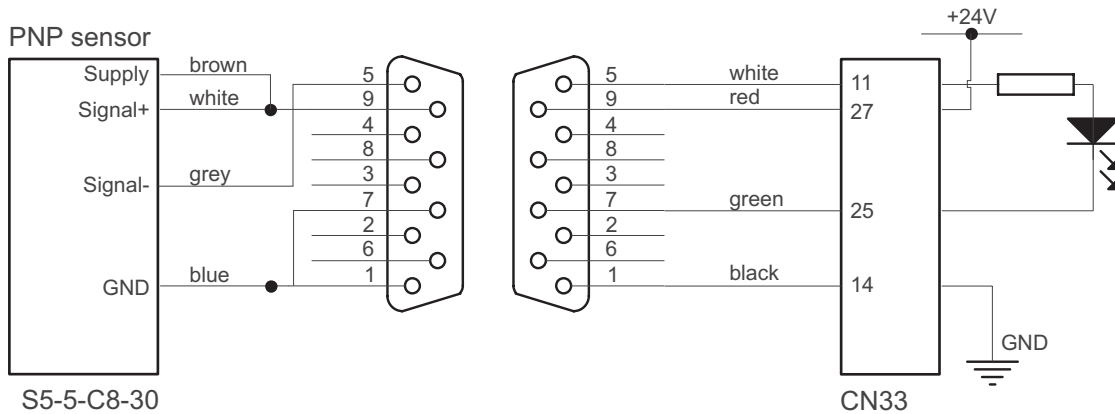 +24V
PNP sensor
Supply brown 5 5 white 11
Signal+ white 9 9 red 27
4 4
8 8
Signal- grey 3 3
7 7 green 25
2 2
6 6
GND blue 1 1 black 14
GND
S5-5-C8-30 CN33